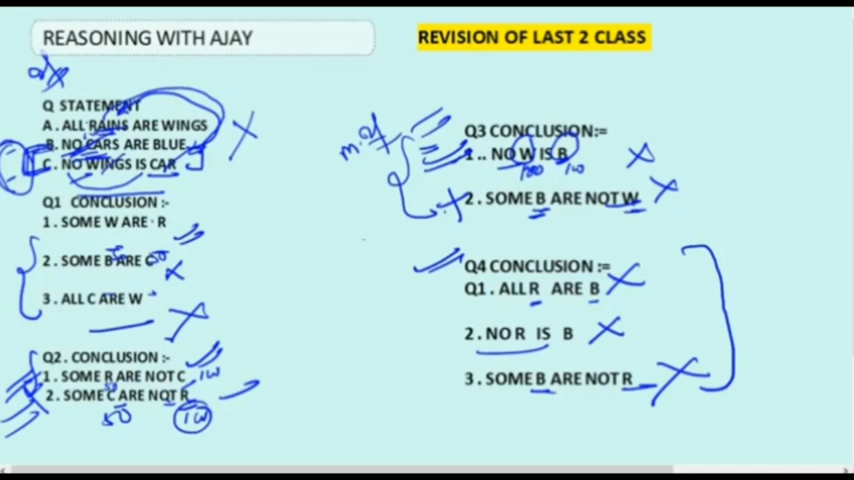 REASONING WITH AJAY
REVISION OF LAST 2 CLASS
Q STATEMENT
A. ALL RAINS ARE WINGS
B. NO CARS ARE BLUE
C. NO WINGS IS CAR
Q1 CONCLUSION :-
1. SOME W ARE R
2. SOME B ARE C
3. ALL C ARE W
Q2. CONCLUSION :-
1. SOME R ARE NOT C
2. SOME C ARE NOT R
50
Q3 CONCLUSION:=
1.. NO W IS B
100
100
2. SOME B ARE NOT W
Q4 CONCLUSION :=
Q1. ALL R ARE B
2. NO R IS B
3. SOME B ARE NOT R